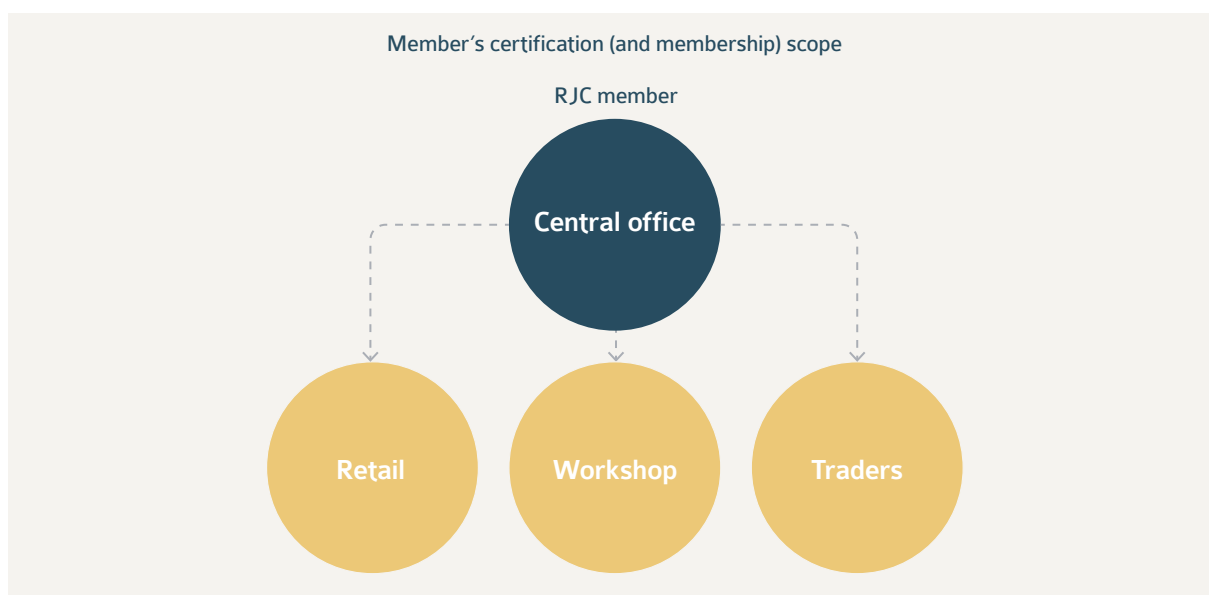 Member's certification (and membership) scope
RJC member
Central office
Retail
Workshop
Traders